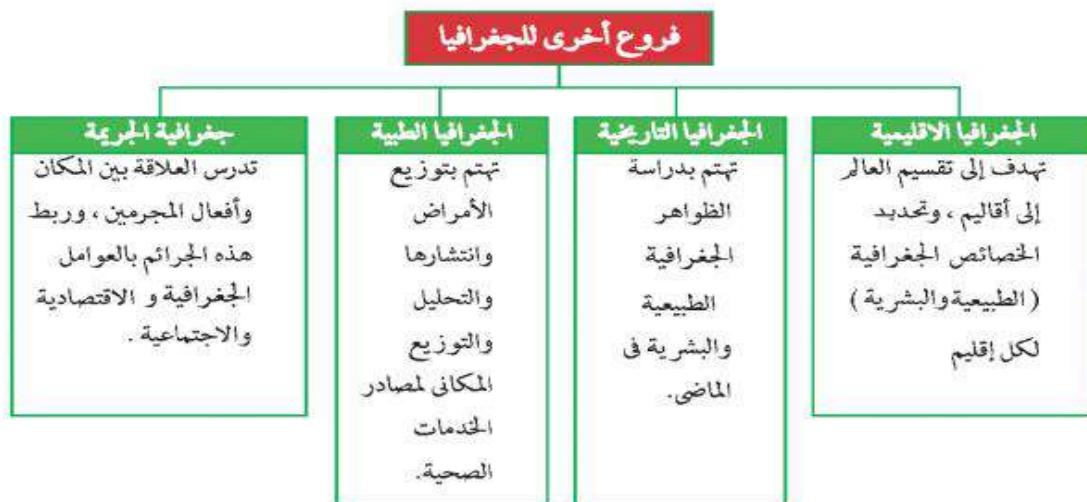 فروع أخرى للجغرافيا
الجغرافيا الاقليمية
تهدف إلى تقسيم العالم
إلى أقاليم ، وتحديد
الخصائص الجغرافية
( الطبيعية والبشرية )
لكل إقليم
الجغرافيا التاريخية
تهتم بدراسة
الظواهر
الجغرافية
الطبيعية
والبشرية فى
الماضى.
الجغرافيا الطبية
تهتم بتوزيع
الأمراض
وانتشارها
والتحليل
والتوزيع
المكانى لمصادر
الخدمات
الصحية.
جغرافية الجريمة
تدرس العلاقة بين المكان
وأفعال المجرمين ، وربط
هذه الجرائم بالعوامل
الجغرافية و الاقتصادية
والاجتماعية .